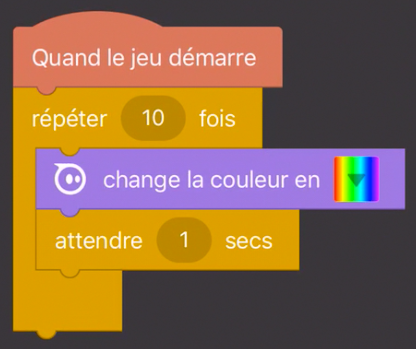 Quand le jeu démarre
répéter 10 fois
change la couleur en
attendre 1 secs